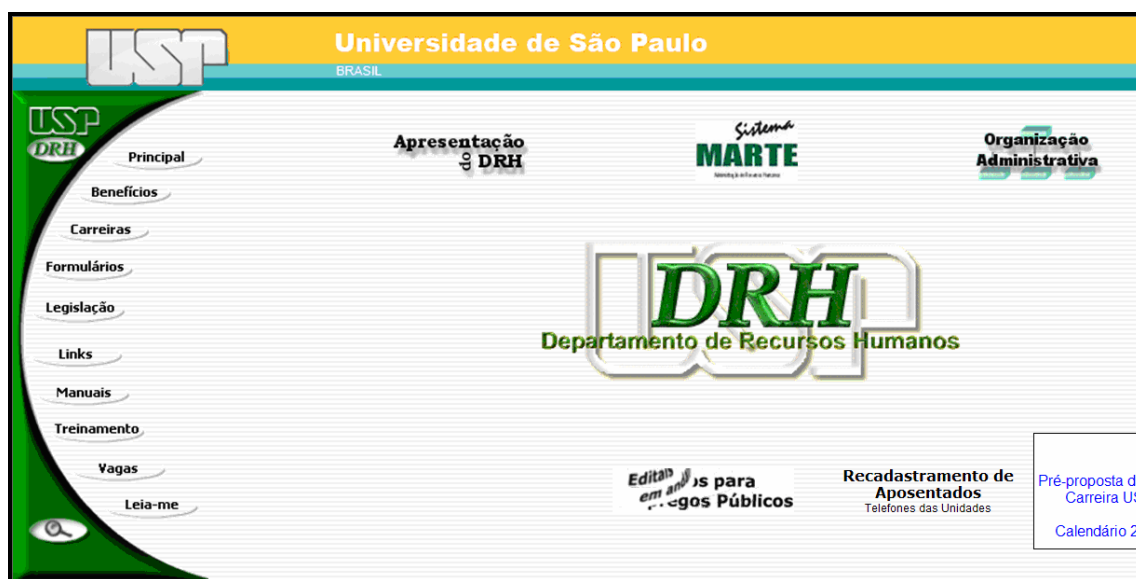 USP
Universidade de São Paulo
BRASIL
USP
DRH
Principal
Benefícios
Carreiras
Formulários
Legislação
Links
Manuais
Treinamento
Vagas
Leia-me
Apresentação
do DRH
Sistema
MARTE
Organização
Administrativa
USP
DRH
Departamento de Recursos Humanos
Editais
em
para
Públicos
Recadastramento de
Aposentados
Telefones das Unidades
Pré-proposta d
Carreira US
Calendário 2